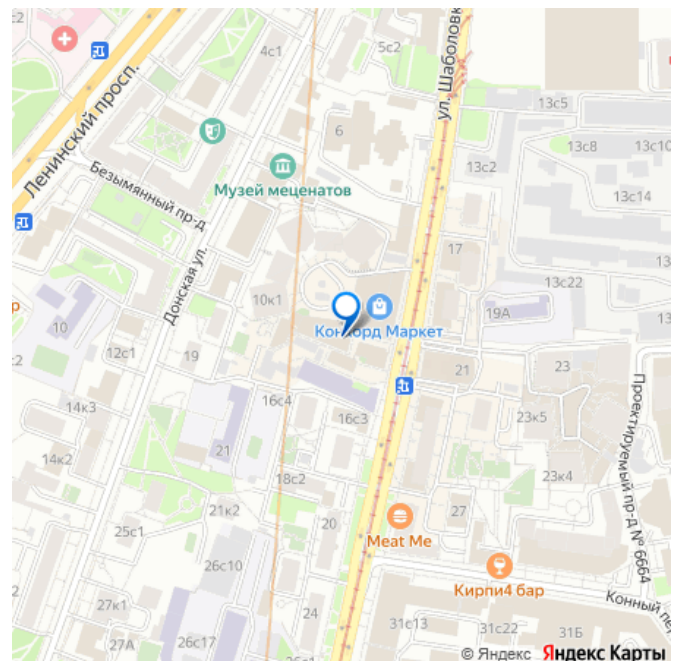 с2
4с1
5с2
ул. Шаболовка
13с5
Ленинский просп.
6
13с8
13с10
13с2
Музей меценатов
Безымянный пр-д
13с14
17
Донская ул.
13с22
10к1
19А
Конкорд Маркет
10
12с1
19
21
23
Проектируемый пр-д № 6664
14к3
16с4
16с3
23к5
14к2
21
18с2
23к4
21к2
20
27
25с1
Meat Me
26с10
Кирпи4 бар
27к1
24
31с13
31с22
31Б
Конный пер
27А
26с17
26с16
© Яндекс Яндекс Карты